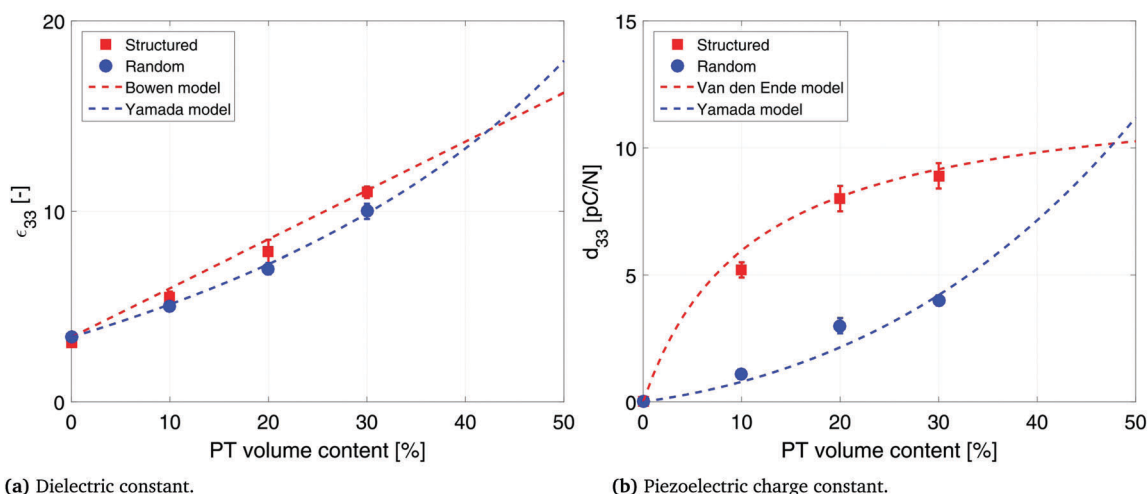 20
Structured
Random
Bowen model
Yamada model
10
0
0
10
20
30
40
50
ϵ33 [-]
PT volume content [%]
(a) Dielectric constant.
15
Structured
Random
Van den Ende model
Yamada model
10
5
0
0
10
20
30
40
50
d33 [pC/N]
PT volume content [%]
(b) Piezoelectric charge constant.